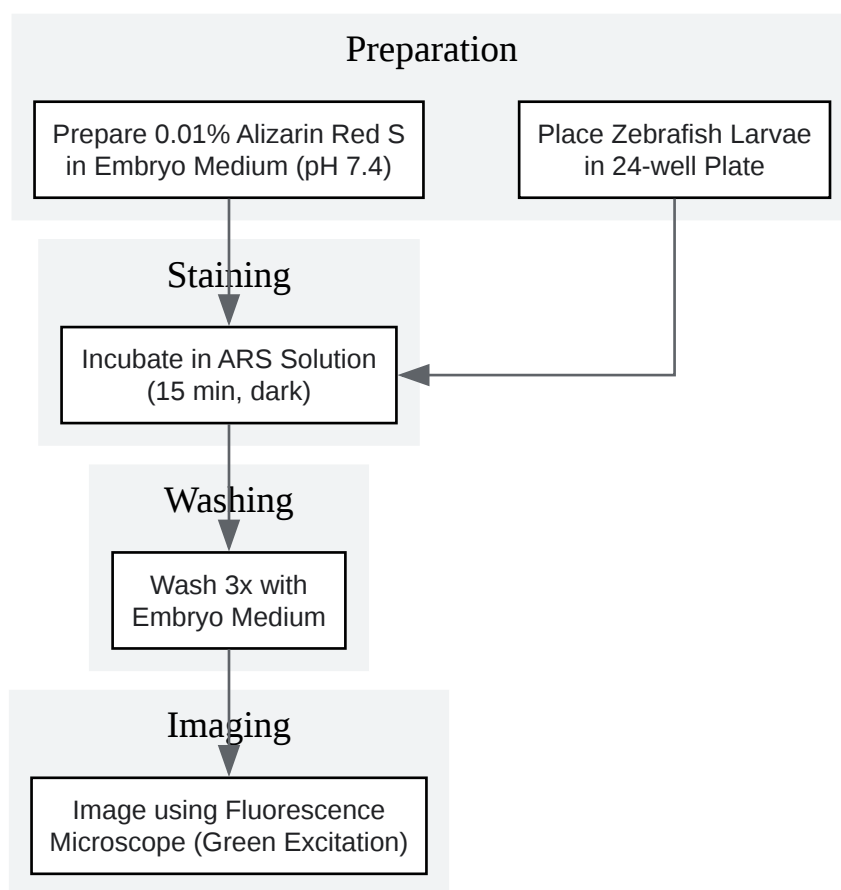 Preparation
Prepare 0.01% Alizarin Red S
in Embryo Medium (pH 7.4)
Place Zebrafish Larvae
in 24-well Plate
Staining
Incubate in ARS Solution
(15 min, dark)
Washing
Wash 3x with
Embryo Medium
Imaging
Image using Fluorescence
Microscope (Green Excitation)